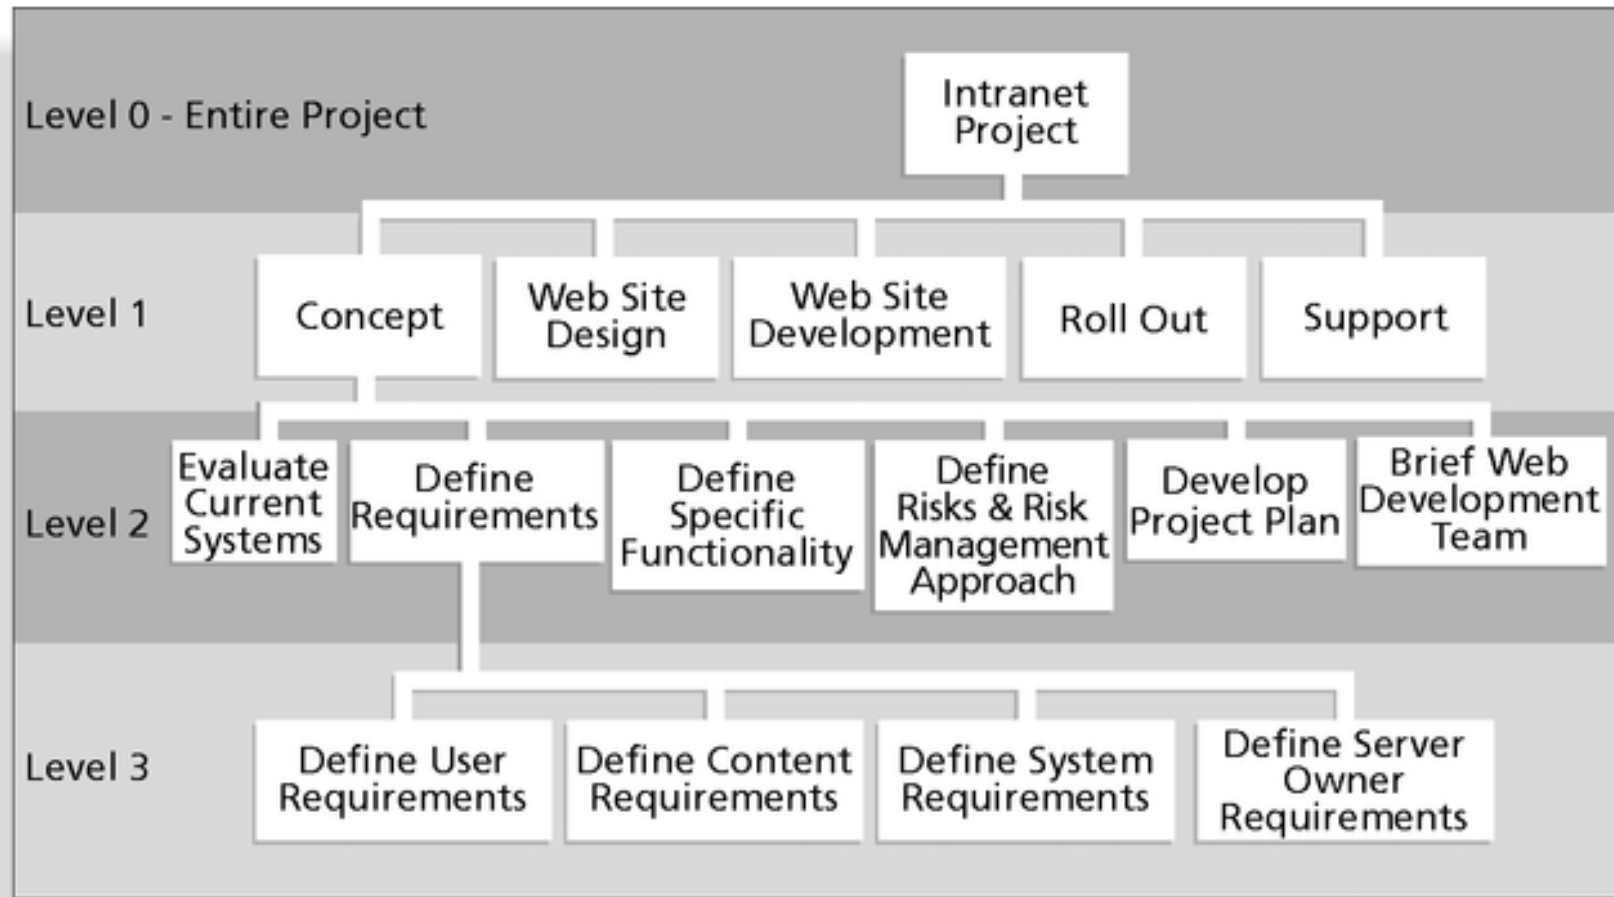 Level 0 - Entire Project
Intranet
Project
Level 1
Concept
Web Site
Design
Web Site
Development
Roll Out
Support
Level 2
Evaluate
Current
Systems
Define
Requirements
Define
Specific
Functionality
Define
Risks & Risk
Management
Approach
Develop
Project Plan
Brief Web
Development
Team
Level 3
Define User
Requirements
Define Content
Requirements
Define System
Requirements
Define Server
Owner
Requirements